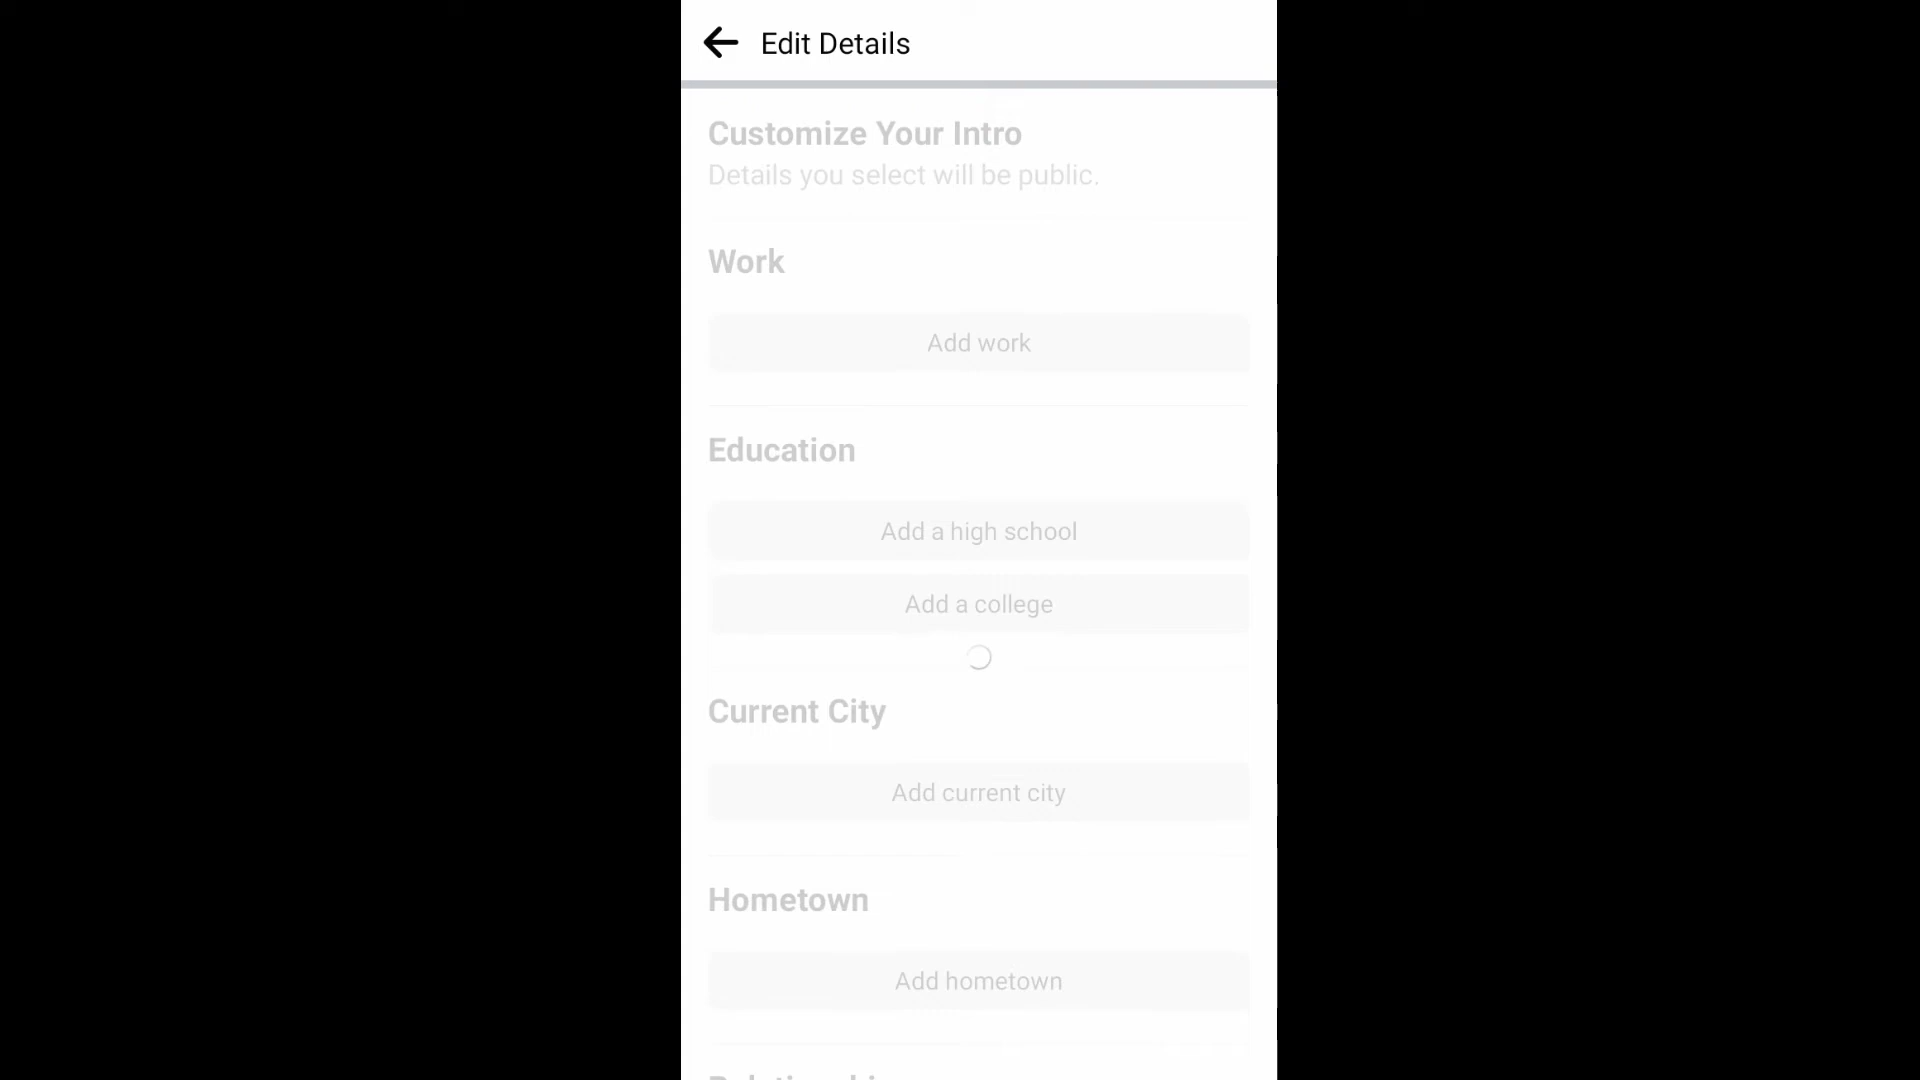 Edit Details
Customize Your Intro
Details you select will be public.
Work
Add work
Education
Add a high school
Add a college
Current City
Add current city
Hometown
Add hometown